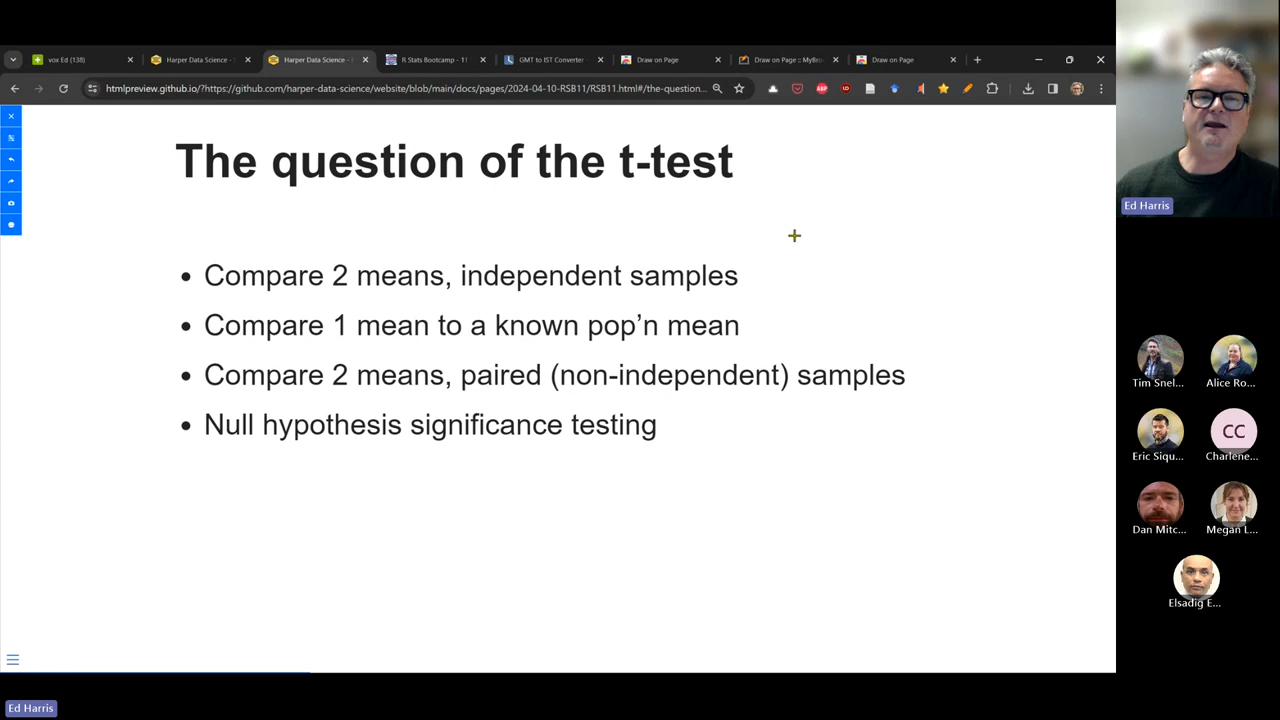 vox Ed (138)
Harper Data Science -
Harper Data Science -
R Stats Bootcamp - 11
GMT to IST Converter
Draw on Page
Draw on Page :: MyBro
Draw on Page
htmlpreview.github.io/?https://github.com/harper-data-science/website/blob/main/docs/pages/2024-04-10-RSB11/RSB11.html#/the-question...
The question of the t-test
• Compare 2 means, independent samples
• Compare 1 mean to a known pop’n mean
• Compare 2 means, paired (non-independent) samples
• Null hypothesis significance testing
Ed Harris
Tim Snel...
Alice Ro...
Eric Siqu...
CC
Charlene...
Dan Mitc...
Megan L...
Elsadig E...
Ed Harris